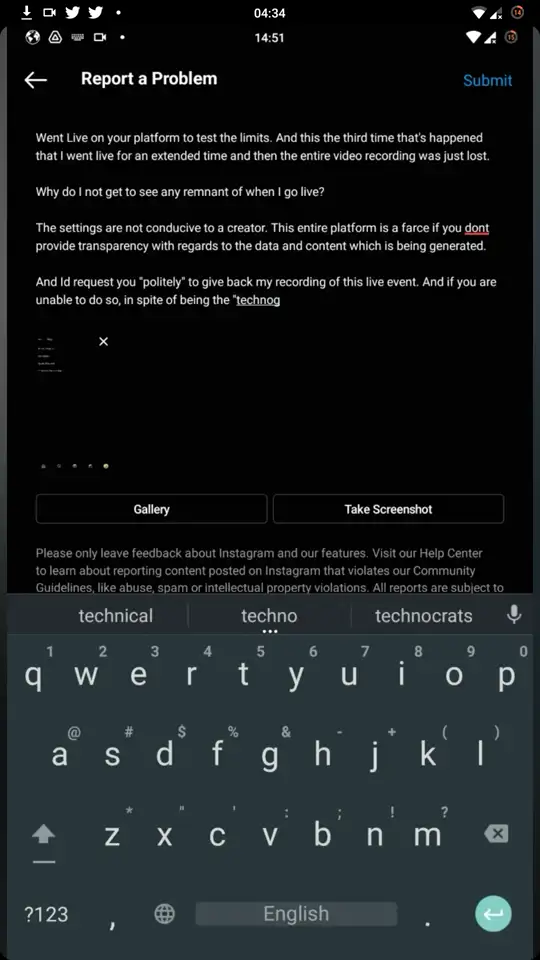 04:34
14
14:51
15
Report a Problem
Submit
Went Live on your platform to test the limits. And this the third time that's happened
that I went live for an extended time and then the entire video recording was just lost.
Why do I not get to see any remnant of when I go live?
The settings are not conducive to a creator. This entire platform is a farce if you dont
provide transparency with regards to the data and content which is being generated.
And Id request you "politely" to give back my recording of this live event. And if you are
unable to do so, in spite of being the "technog
Gallery
Take Screenshot
Please only leave feedback about Instagram and our features. Visit our Help Center
to learn about reporting content posted on Instagram that violates our Community
Guidelines, like abuse, spam or intellectual property violations. All reports are subject to
technical techno technocrats
1 2 3 4 5 6 7 8 9 0
q w e r t y u i o p
@ # $ % & - + ( )
a s d f g h j k l
* " ' : ; ! ?
z x c v b n m
?123 , English .